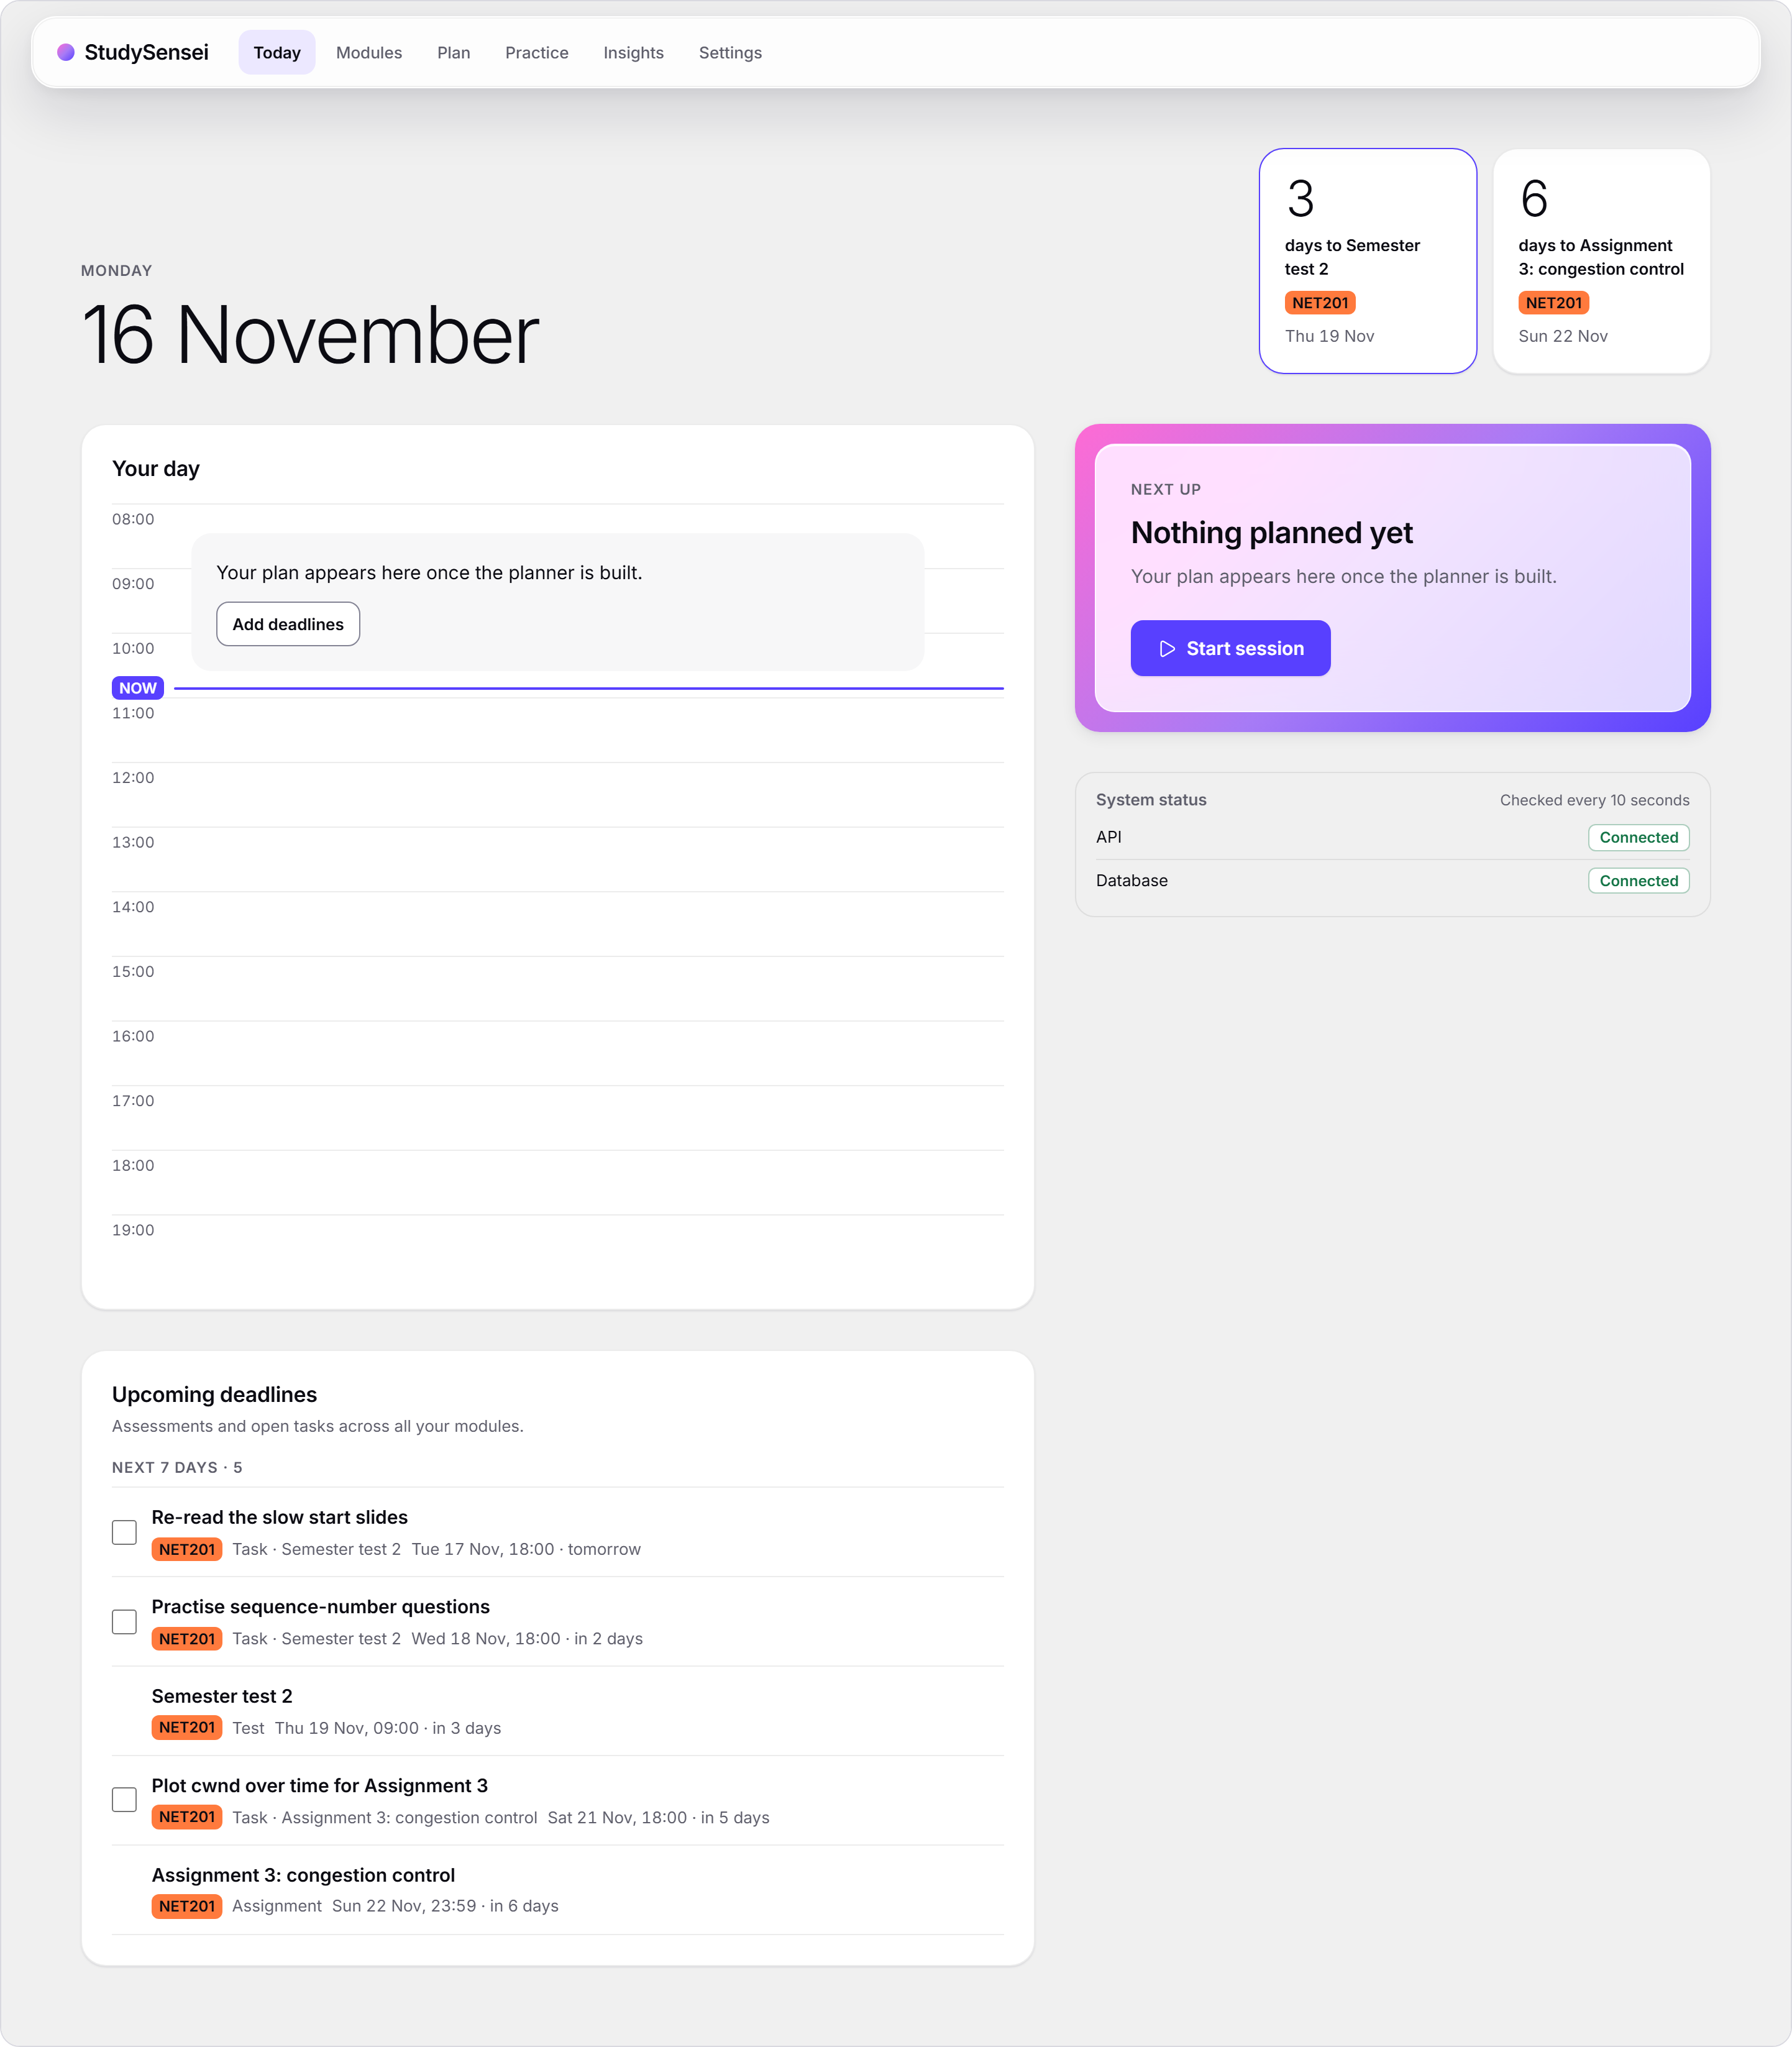 StudySensei
Today
Modules
Plan
Practice
Insights
Settings
MONDAY
16 November
3
days to Semester
test 2
NET201
Thu 19 Nov
6
days to Assignment
3: congestion control
NET201
Sun 22 Nov
Your day
08:00
Your plan appears here once the planner is built.
09:00
Add deadlines
10:00
NOW
11:00
12:00
13:00
14:00
15:00
16:00
17:00
18:00
19:00
NEXT UP
Nothing planned yet
Your plan appears here once the planner is built.
Start session
System status
Checked every 10 seconds
API
Connected
Database
Connected
Upcoming deadlines
Assessments and open tasks across all your modules.
NEXT 7 DAYS · 5
Re-read the slow start slides
NET201 Task · Semester test 2 Tue 17 Nov, 18:00 · tomorrow
Practise sequence-number questions
NET201 Task · Semester test 2 Wed 18 Nov, 18:00 · in 2 days
Semester test 2
NET201 Test Thu 19 Nov, 09:00 · in 3 days
Plot cwnd over time for Assignment 3
NET201 Task · Assignment 3: congestion control Sat 21 Nov, 18:00 · in 5 days
Assignment 3: congestion control
NET201 Assignment Sun 22 Nov, 23:59 · in 6 days